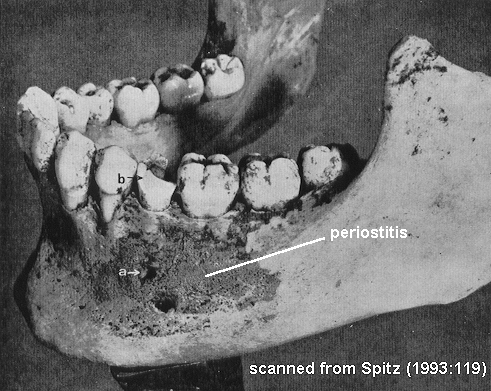 b→
periostitis
a→
scanned from Spitz (1993:119)